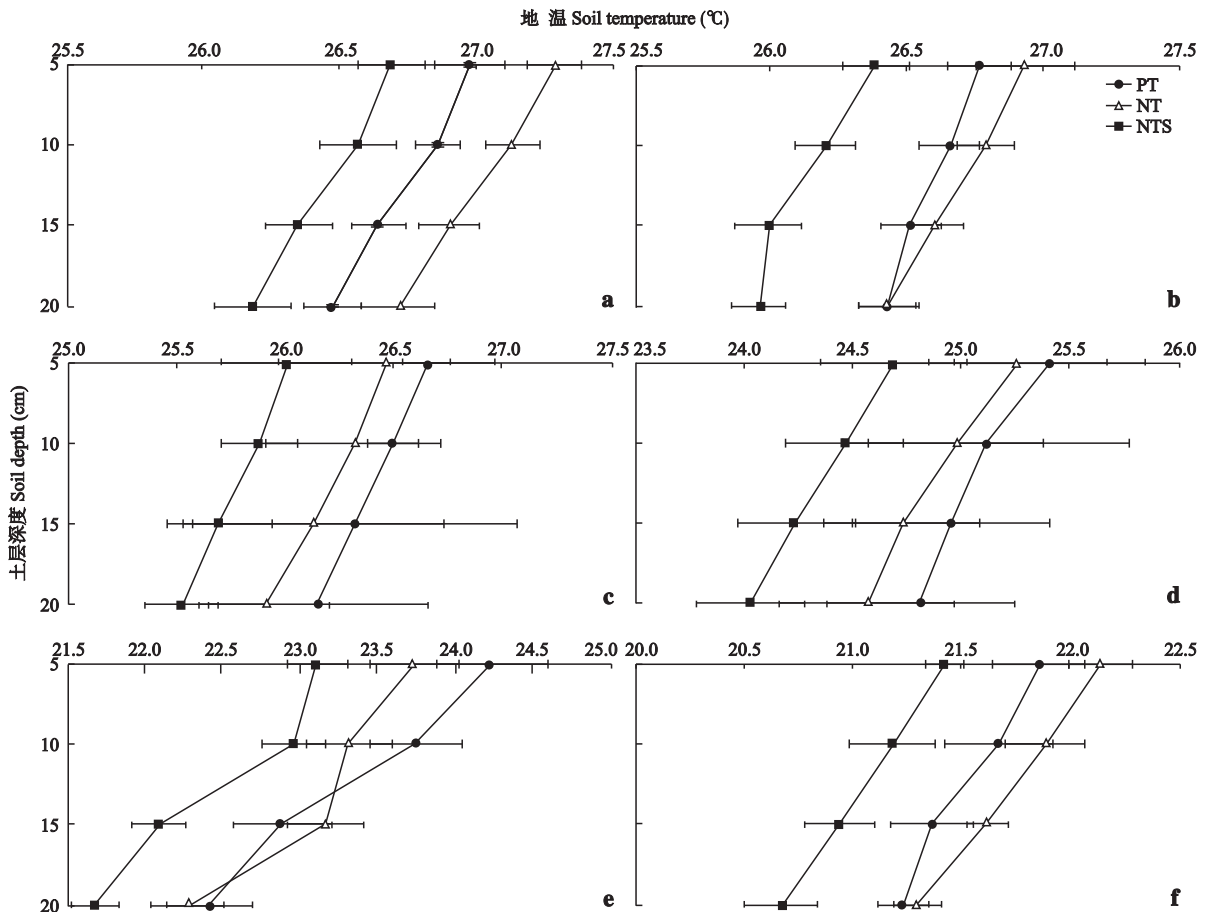 地 温 Soil temperature (℃)
25.5 26.0 26.5 27.0 27.5 25.5 26.0 26.5 27.0 27.5
5
PT
NT
NTS
10
15
20 a b
25.0 25.5 26.0 26.5 27.0 27.5 23.5 24.0 24.5 25.0 25.5 26.0
5
土层深度 Soil depth (cm)
10
15
20 c d
21.5 22.0 22.5 23.0 23.5 24.0 24.5 25.0 20.0 20.5 21.0 21.5 22.0 22.5
5
10
15
20 e f